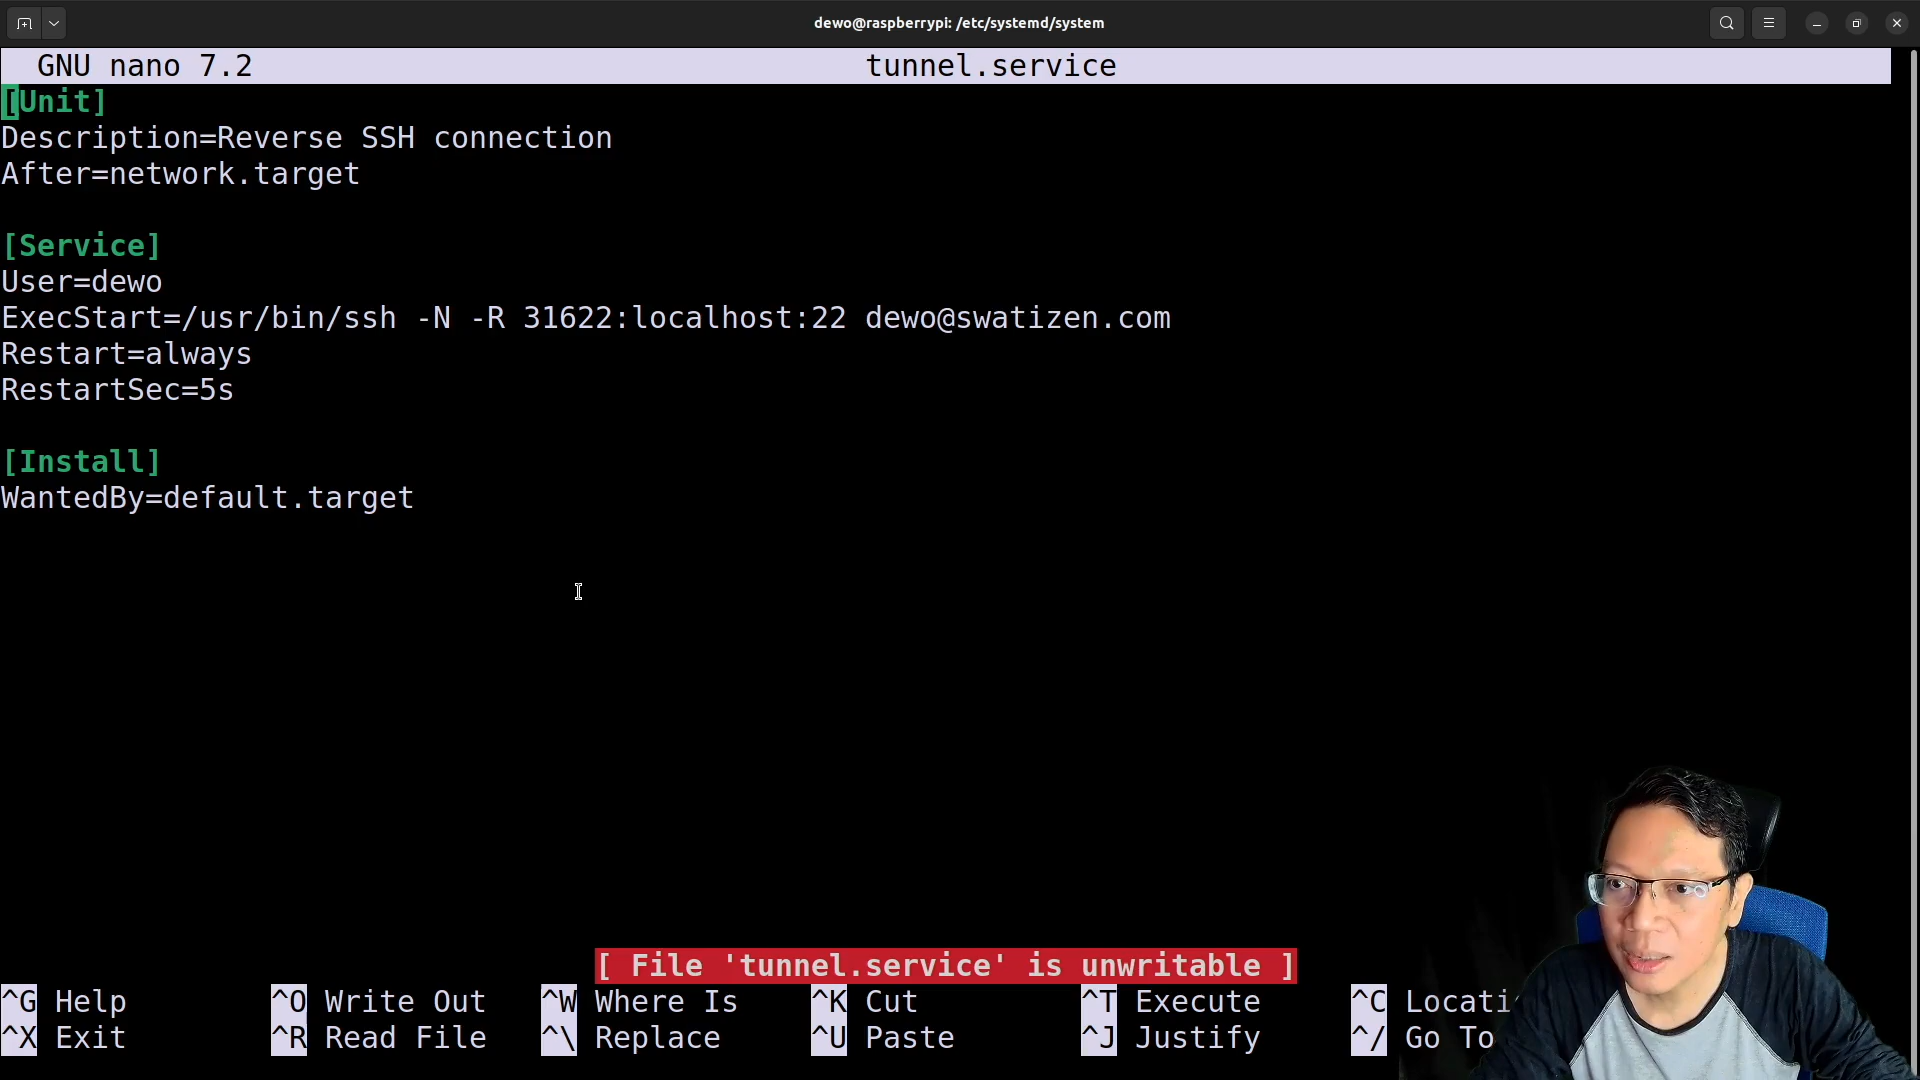 dewo@raspberrypi: /etc/systemd/system
GNU nano 7.2 tunnel.service
[Unit]
Description=Reverse SSH connection
After=network.target
[Service]
User=dewo
ExecStart=/usr/bin/ssh -N -R 31622:localhost:22 dewo@swatizen.com
Restart=always
RestartSec=5s
[Install]
WantedBy=default.target
[ File 'tunnel.service' is unwritable ]
^G Help ^O Write Out ^W Where Is ^K Cut ^T Execute ^C Locati
^X Exit ^R Read File ^\ Replace ^U Paste ^J Justify ^/ Go To